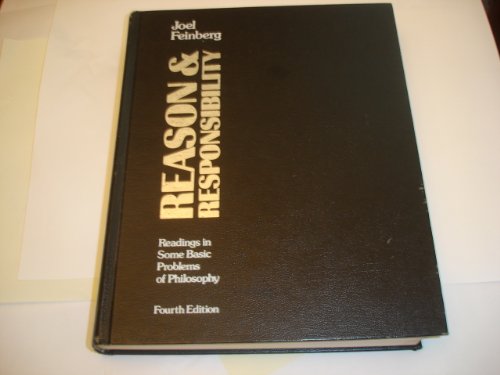 Joel
Feinberg
REASON &
RESPONSIBILITY
Readings in
Some Basic
Problems
of Philosophy
Fourth Edition